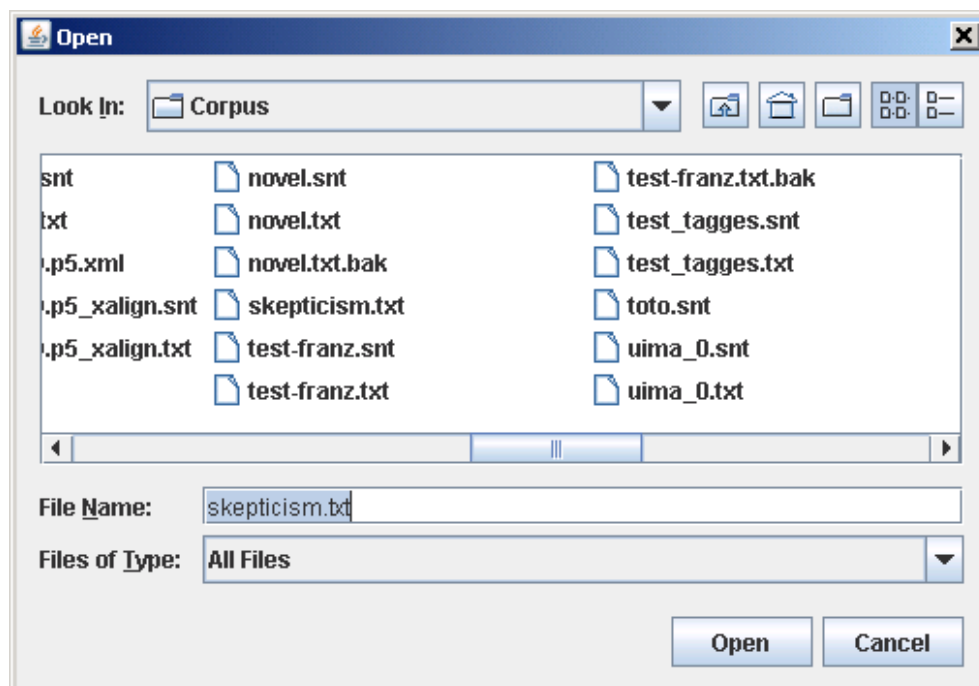 Open
Look In: Corpus
snt novel.snt test-franz.txt.bak
txt novel.txt test_tagges.snt
.p5.xml novel.txt.bak test_tagges.txt
.p5_xalign.snt skepticism.txt toto.snt
.p5_xalign.txt test-franz.snt uima_0.snt
test-franz.txt uima_0.txt
File Name: skepticism.txt
Files of Type: All Files
Open Cancel